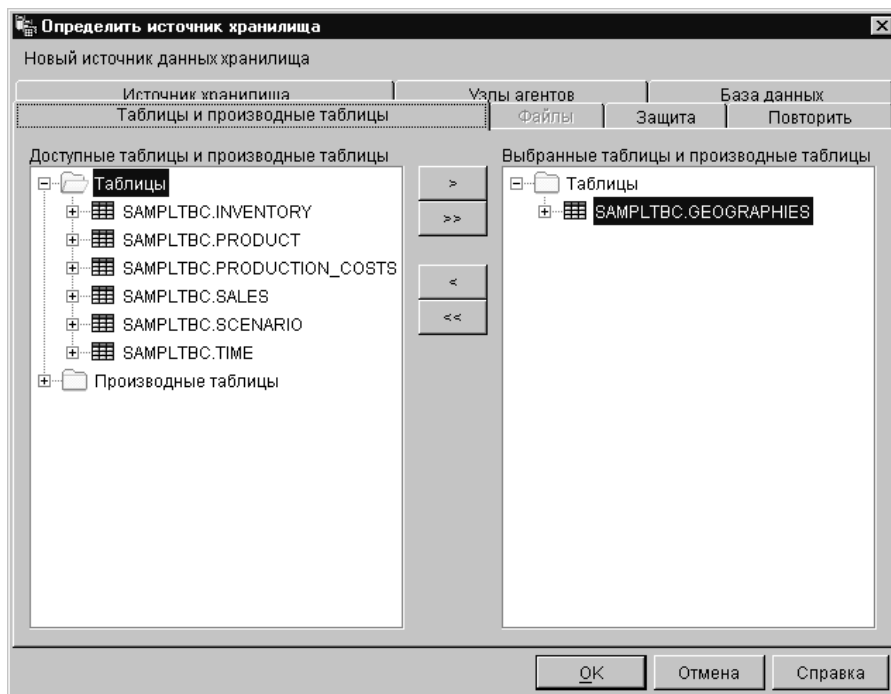 Определить источник хранилища
Новый источник данных хранилища
Источник хранилища Узлы агентов База данных
Таблицы и производные таблицы Файлы Защита Повторить
Доступные таблицы и производные таблицы Выбранные таблицы и производные таблицы
Таблицы > Таблицы
SAMPLTBC.INVENTORY >> SAMPLTBC.GEOGRAPHIES
SAMPLTBC.PRODUCT
SAMPLTBC.PRODUCTION_COSTS <
SAMPLTBC.SALES <<
SAMPLTBC.SCENARIO
SAMPLTBC.TIME
Производные таблицы
OK Отмена Справка